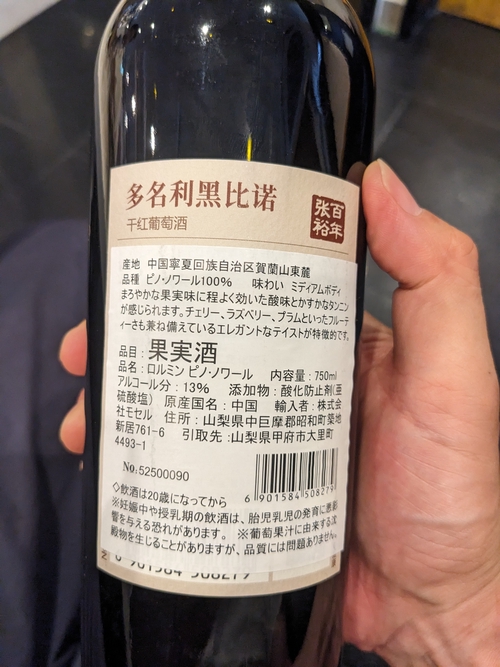 多名利黑比诺
干红葡萄酒
百年
张裕
産地 中国寧夏回族自治区賀蘭山東麓
品種 ピノ・ノワール100% 味わい ミディアムボディ
まろやかな果実味に程よく効いた酸味とかすかなタンニン
が感じられます。チェリー、ラズベリー、プラムといったフルーテ
ィーさも兼ね備えているエレガントなテイストが特徴的です。
品目：果実酒
品名：ロルミン ピノ・ノワール 内容量：750ml
アルコール分：13% 添加物：酸化防止剤(亜
硫酸塩) 原産国名：中国 輸入者：株式会
社モセル 住所：山梨県中巨摩郡昭和町築地
新居761-6 引取先：山梨県甲府市大里町
4493-1
No.52500090
6 901584 508279
◇飲酒は20歳になってから
※妊娠中や授乳期の飲酒は、胎児乳児の発育に悪影
響を与える恐れがあります。 ※葡萄果汁に由来する沈
殿物を生じることがありますが、品質には問題ありません。
6 901584 508279